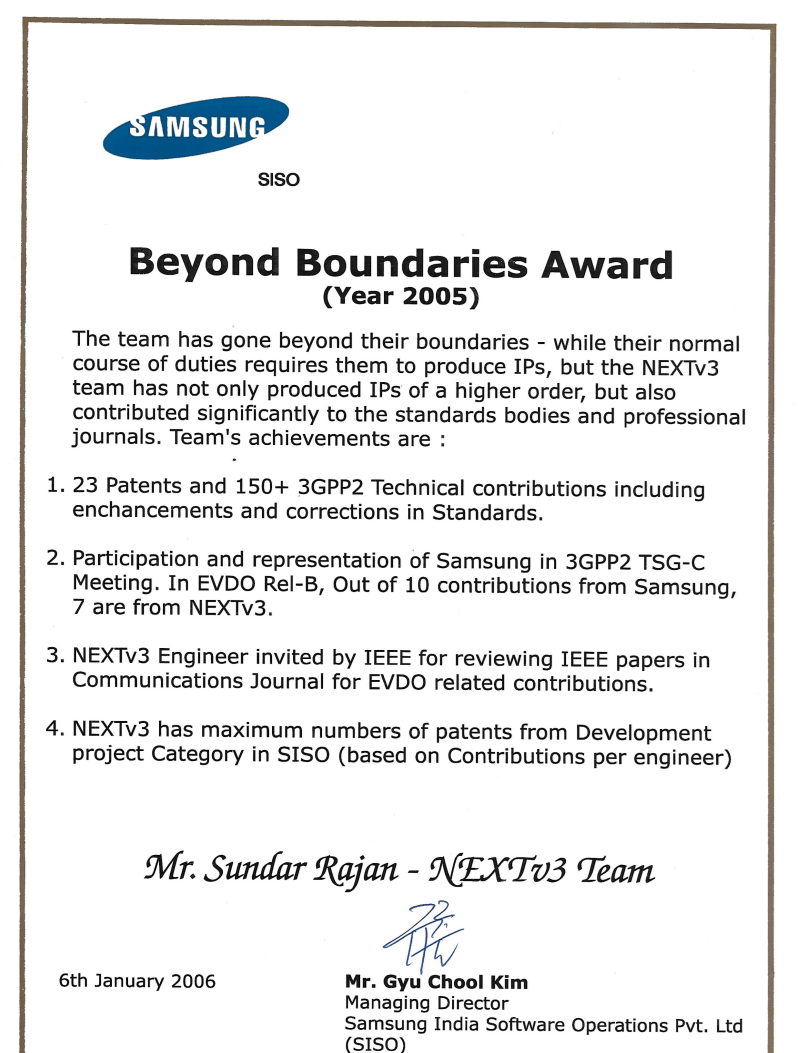 SAMSUNG
SISO
Beyond Boundaries Award
(Year 2005)
The team has gone beyond their boundaries - while their normal
course of duties requires them to produce IPs, but the NEXTv3
team has not only produced IPs of a higher order, but also
contributed significantly to the standards bodies and professional
journals. Team's achievements are :
1. 23 Patents and 150+ 3GPP2 Technical contributions including
enchancements and corrections in Standards.
2. Participation and representation of Samsung in 3GPP2 TSG-C
Meeting. In EVDO Rel-B, Out of 10 contributions from Samsung,
7 are from NEXTv3.
3. NEXTv3 Engineer invited by IEEE for reviewing IEEE papers in
Communications Journal for EVDO related contributions.
4. NEXTv3 has maximum numbers of patents from Development
project Category in SISO (based on Contributions per engineer)
Mr. Sundar Rajan - NEXTv3 Team
6th January 2006
Mr. Gyu Chool Kim
Managing Director
Samsung India Software Operations Pvt. Ltd
(SISO)